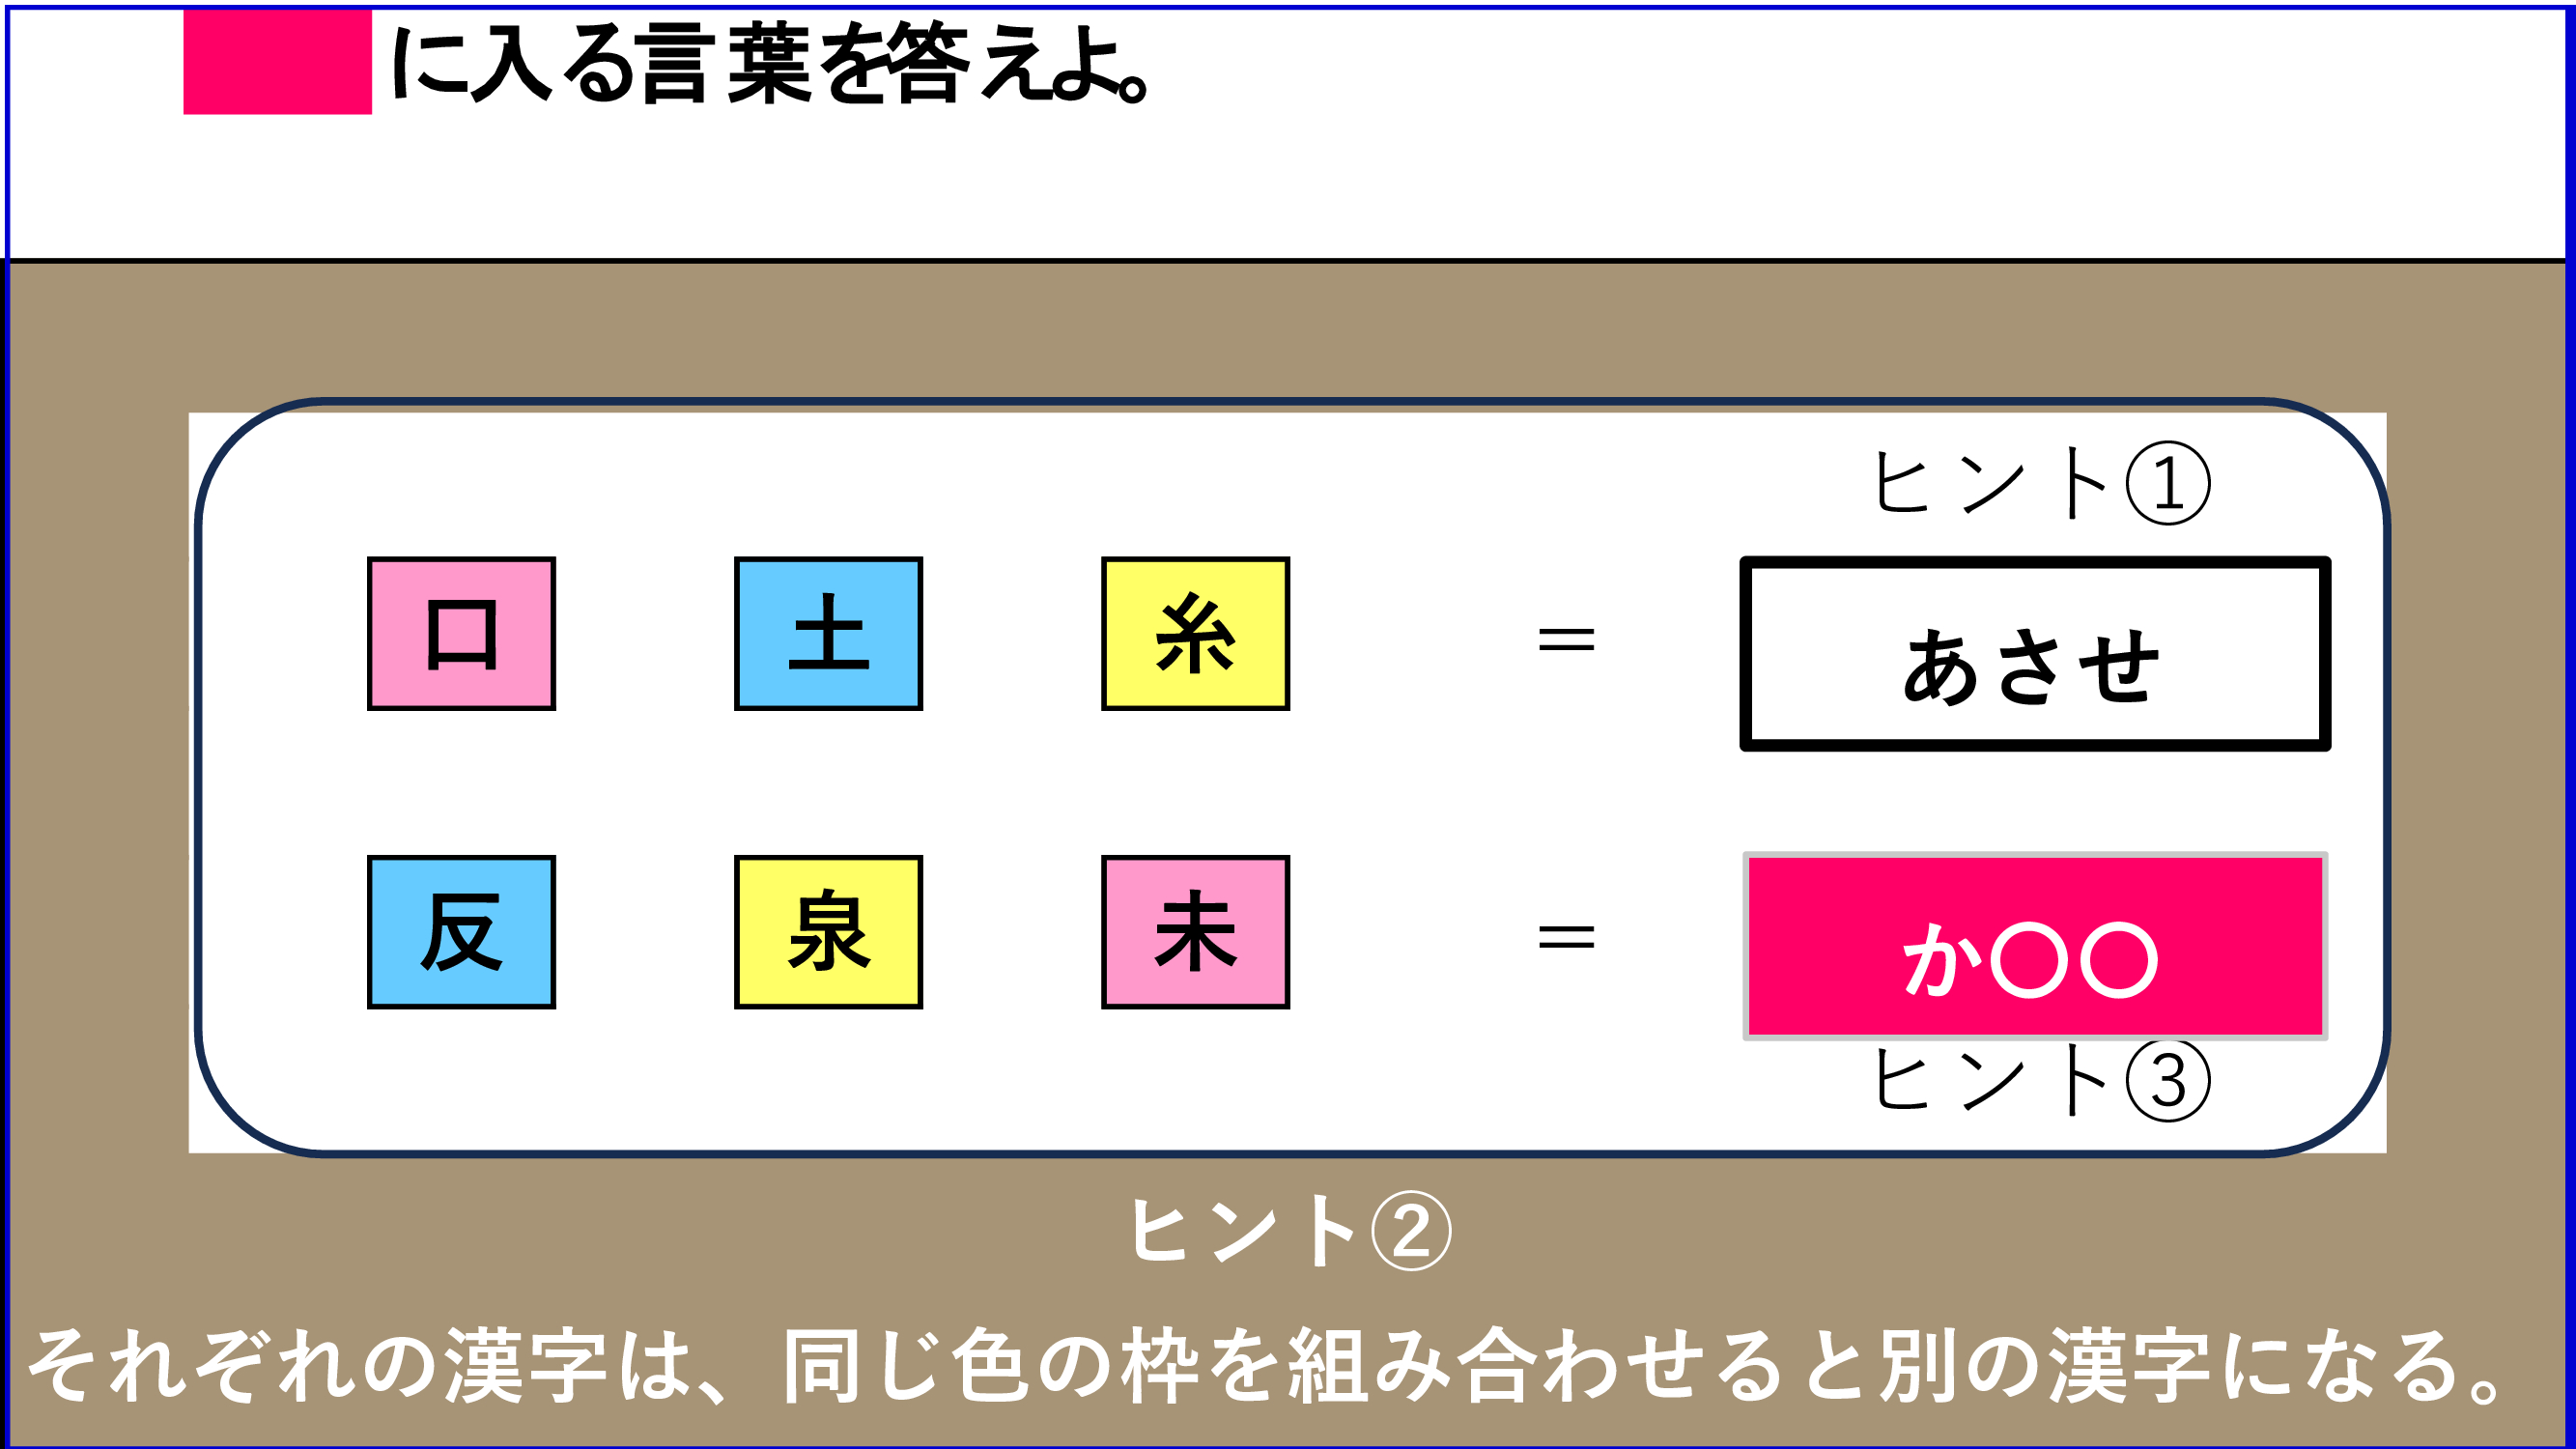 に入る言葉を答えよ。
ヒント①
口 土 糸 ＝ あさせ
反 泉 未 ＝ か〇〇
ヒント③
ヒント②
それぞれの漢字は、同じ色の枠を組み合わせると別の漢字になる。